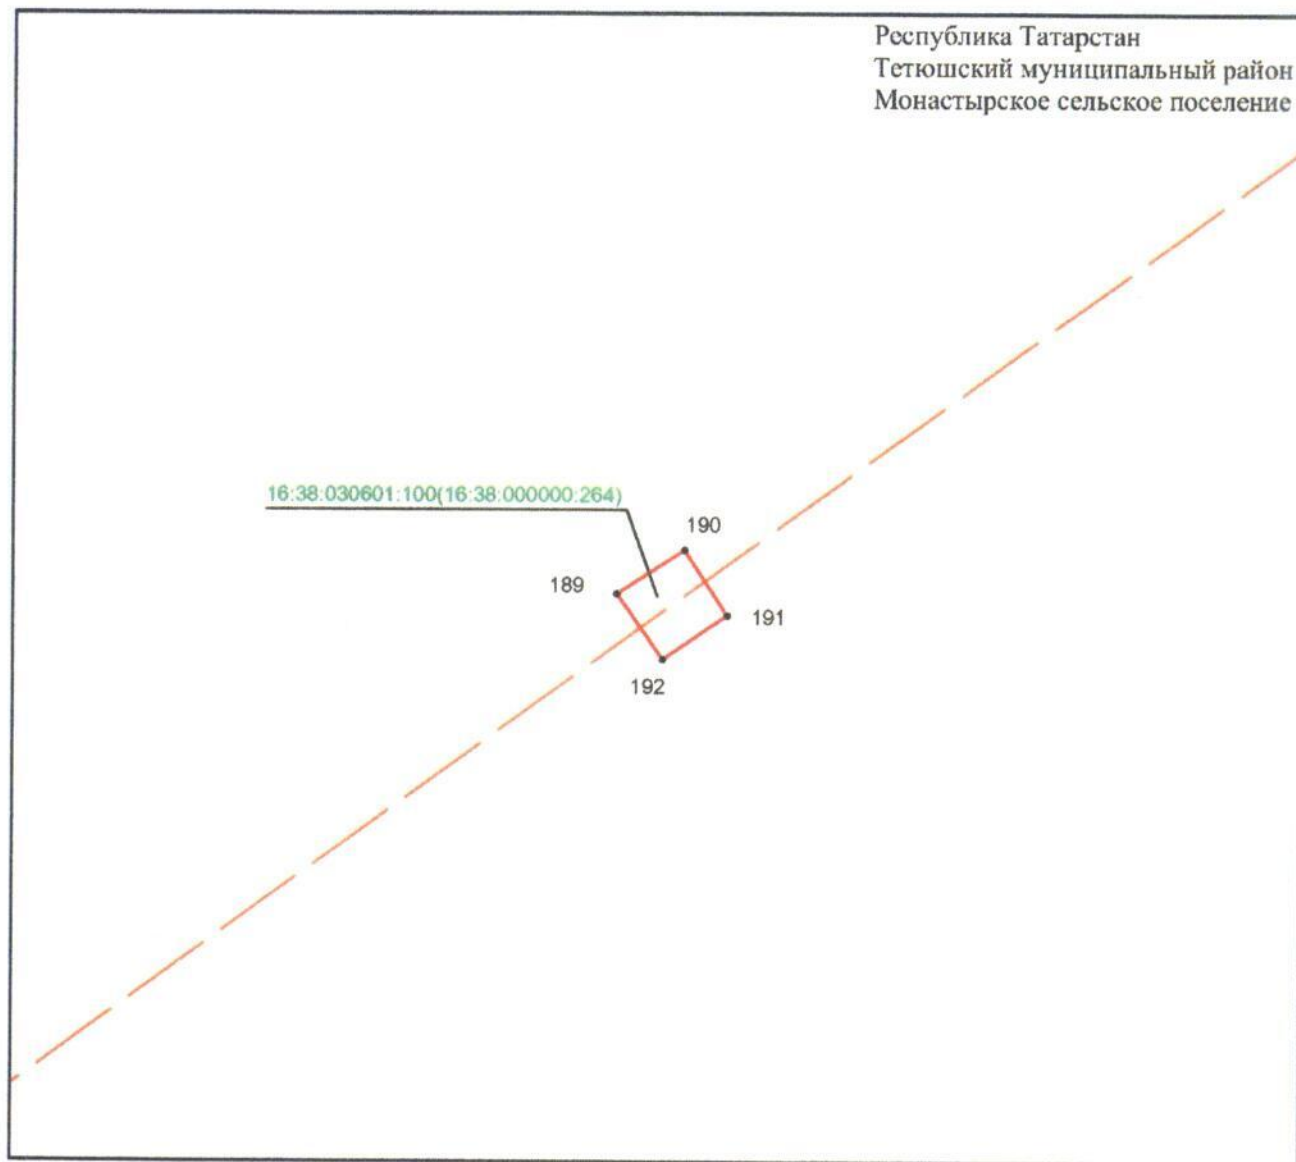 Республика Татарстан
Тетюшский муниципальный район
Монастырское сельское поселение
16:38:030601:100(16:38:000000:264)
190
189
191
192